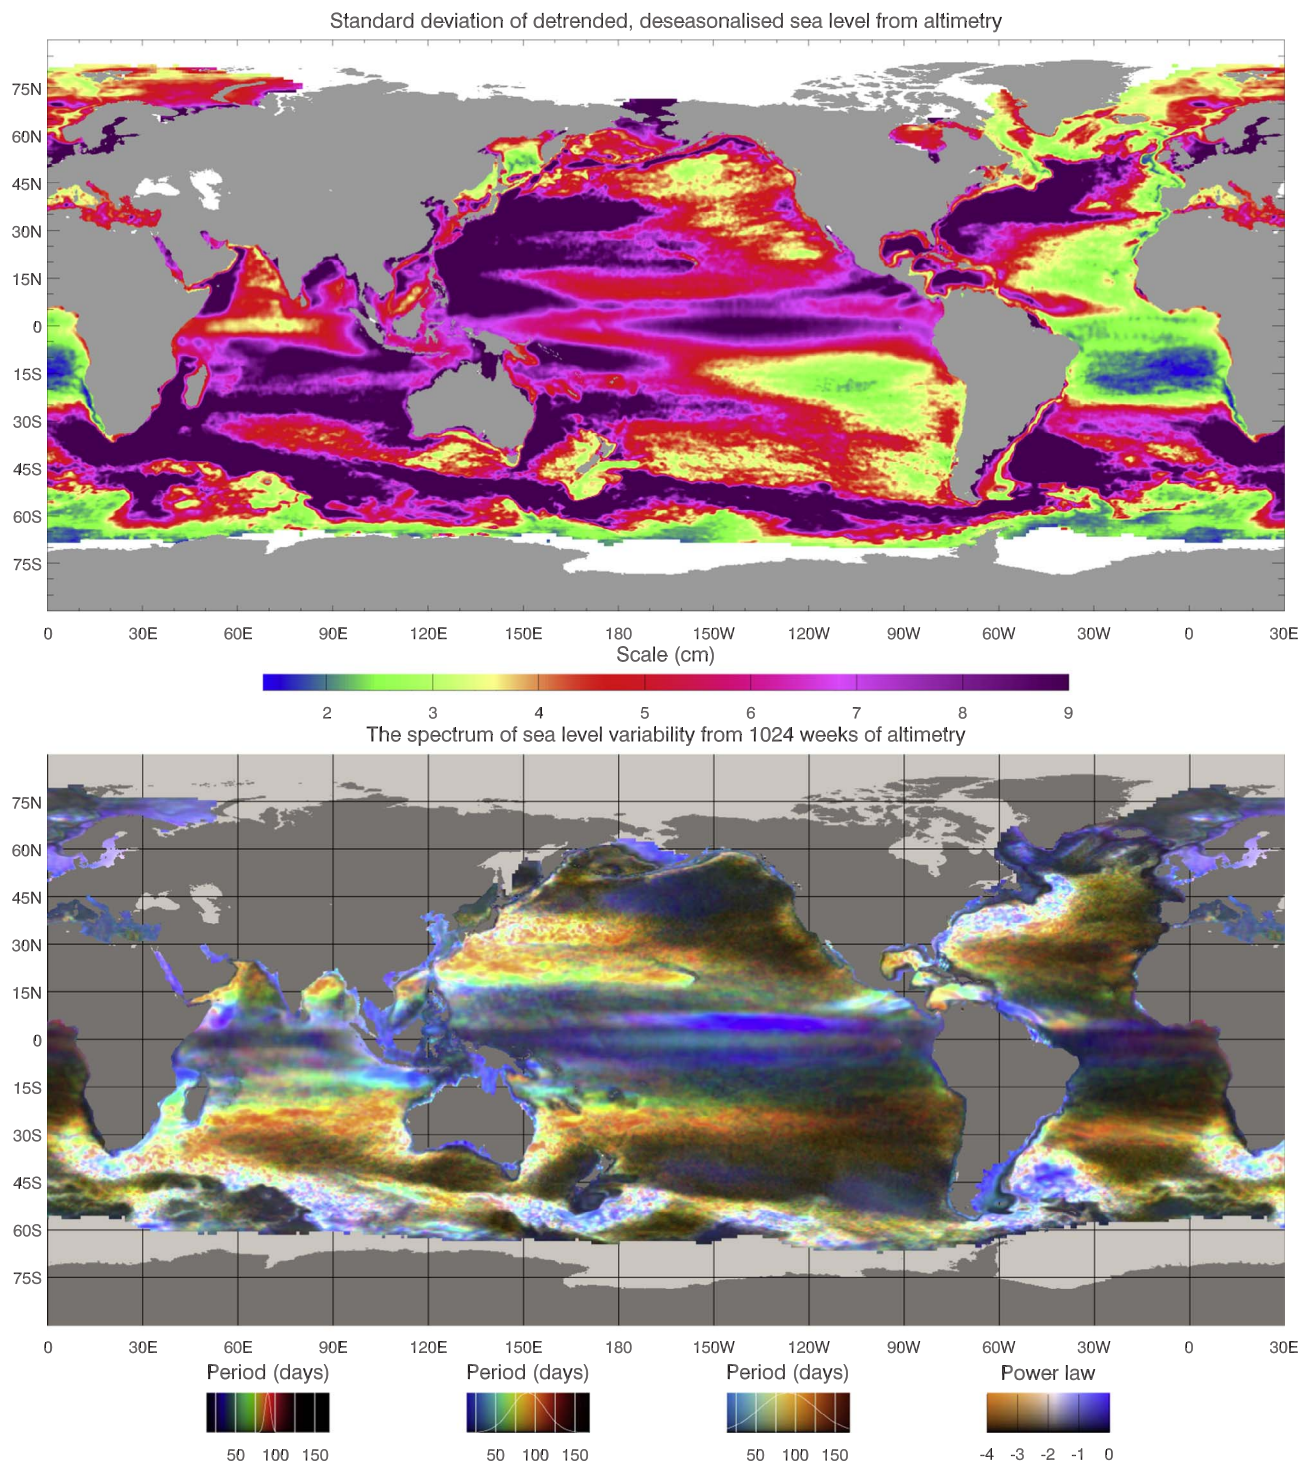 Standard deviation of detrended, deseasonalised sea level from altimetry
75N
60N
45N
30N
15N
0
15S
30S
45S
60S
75S
0 30E 60E 90E 120E 150E 180 150W 120W 90W 60W 30W 0 30E
Scale (cm)
2 3 4 5 6 7 8 9
The spectrum of sea level variability from 1024 weeks of altimetry
75N
60N
45N
30N
15N
0
15S
30S
45S
60S
75S
0 30E 60E 90E 120E 150E 180 150W 120W 90W 60W 30W 0 30E
Period (days) Period (days) Period (days) Power law
50 100 150 50 100 150 50 100 150 -4 -3 -2 -1 0